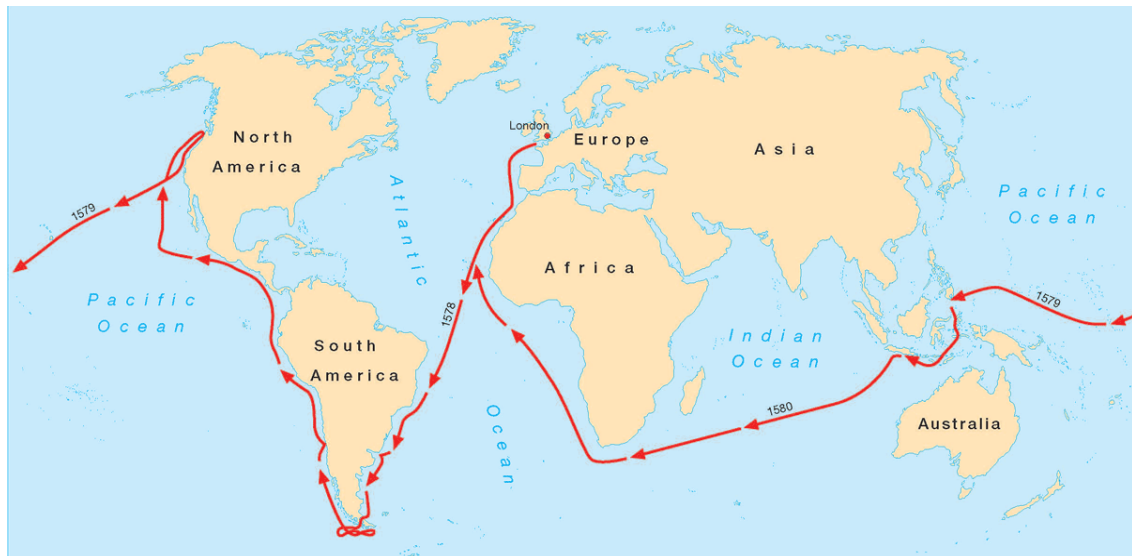 London
North
America
Europe
Asia
Atlantic
Pacific
Ocean
1579
Africa
Pacific
Ocean
1578
1579
Indian
Ocean
South
America
Ocean
1580
Australia